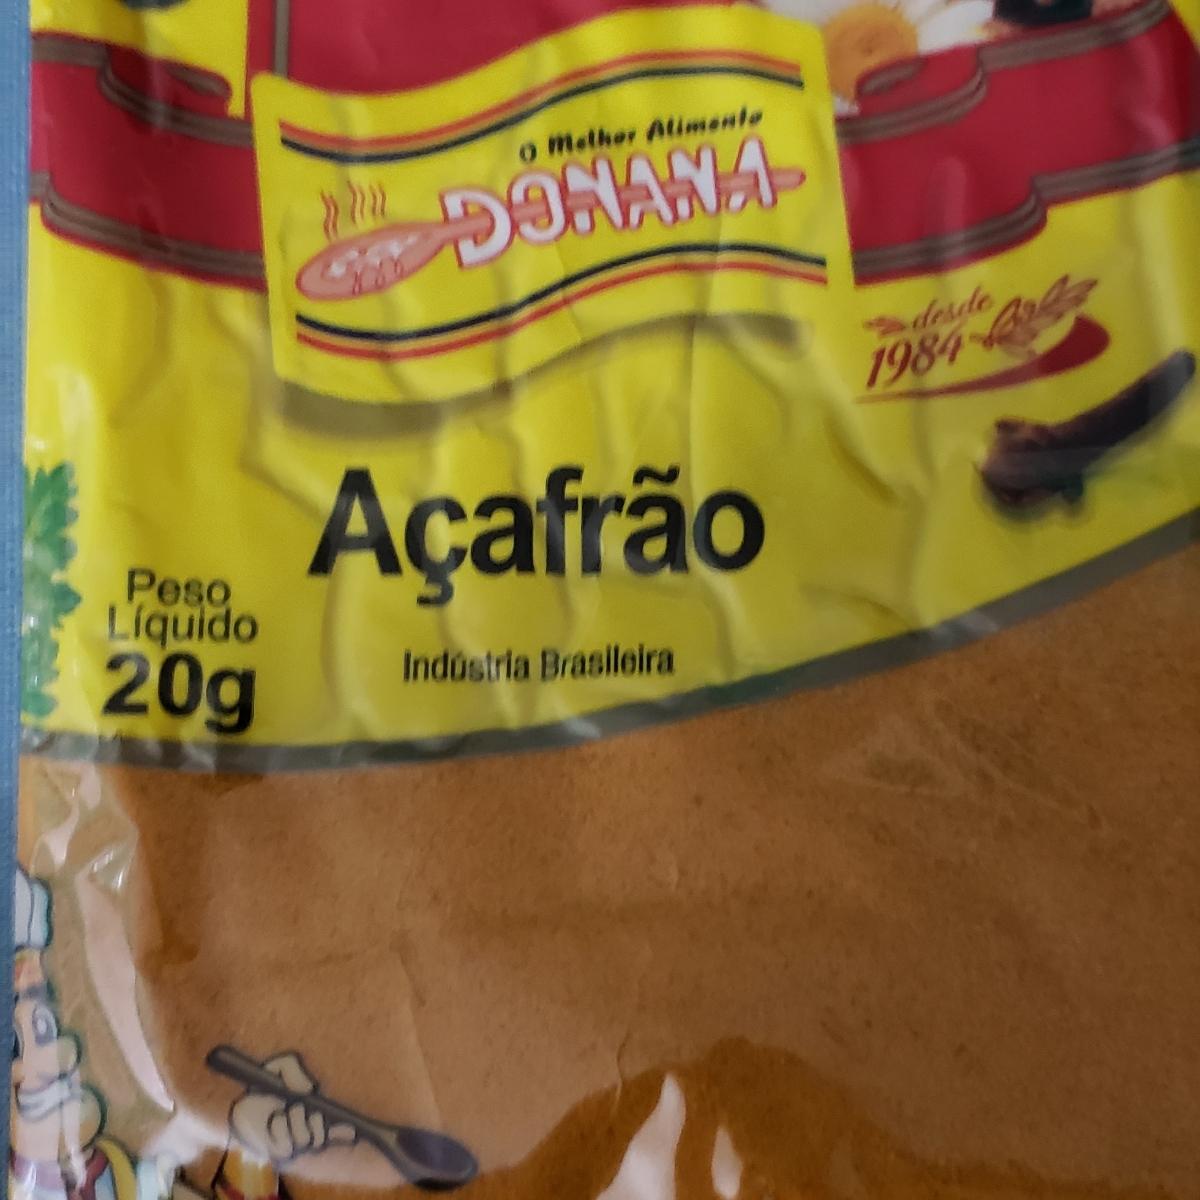 O Melhor Alimento
DONANA
desde
1984
Açafrão
Peso
Líquido
20g
Indústria Brasileira